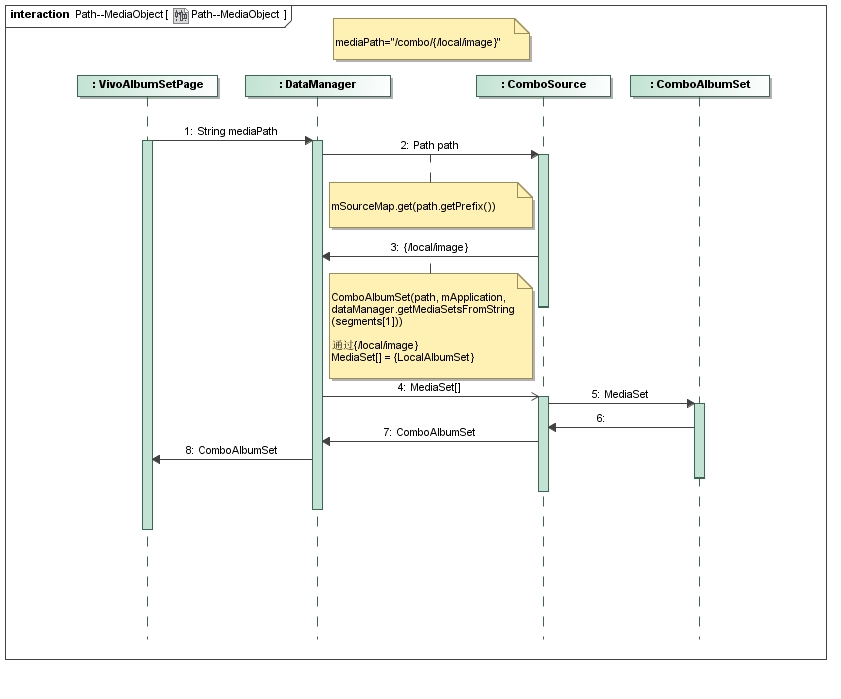 interaction Path--MediaObject [ Path--MediaObject ]
mediaPath="/combo/{/local/image}"
: VivoAlbumSetPage
: DataManager
: ComboSource
: ComboAlbumSet
1: String mediaPath
2: Path path
mSourceMap.get(path.getPrefix())
3: {/local/image}
ComboAlbumSet(path, mApplication,
dataManager.getMediaSetsFromString
(segments[1]))
通过{/local/image}
MediaSet[] = {LocalAlbumSet}
4: MediaSet[]
5: MediaSet
6:
7: ComboAlbumSet
8: ComboAlbumSet